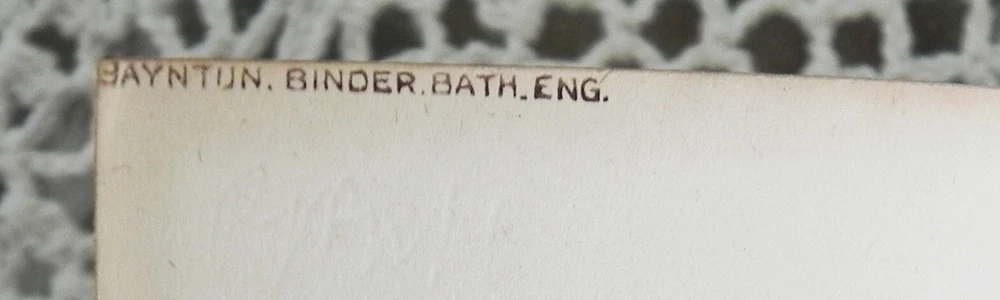 BAYNTUN. BINDER. BATH. ENG.